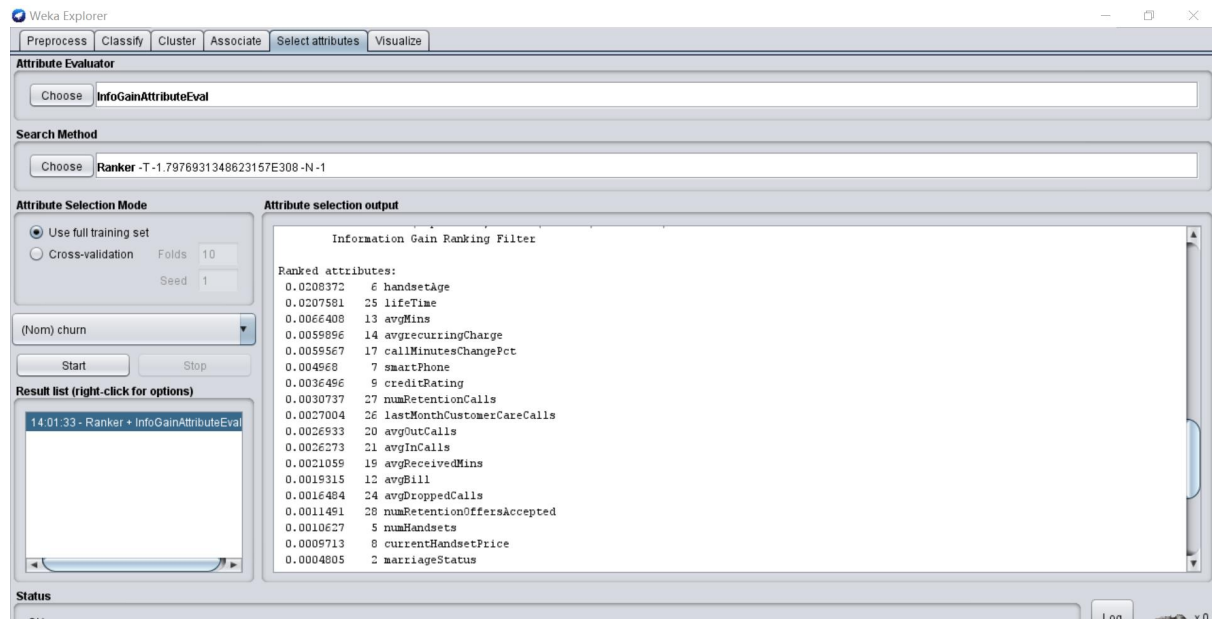 Weka Explorer
Preprocess Classify Cluster Associate Select attributes Visualize
Attribute Evaluator
Choose InfoGainAttributeEval
Search Method
Choose Ranker -T -1.7976931348623157E308 -N -1
Attribute Selection Mode
Use full training set
Cross-validation Folds 10
Seed 1
(Nom) churn
Start Stop
Result list (right-click for options)
14:01:33 - Ranker + InfoGainAttributeEval
Attribute selection output
Information Gain Ranking Filter
Ranked attributes:
0.0208372 6 handsetAge
0.0207581 25 lifeTime
0.0066408 13 avgMins
0.0059896 14 avgrecurringCharge
0.0059567 17 callMinutesChangePct
0.004968 7 smartPhone
0.0036496 9 creditRating
0.0030737 27 numRetentionCalls
0.0027004 26 lastMonthCustomerCareCalls
0.0026933 20 avgOutCalls
0.0026273 21 avgInCalls
0.0021059 19 avgReceivedMins
0.0019315 12 avgBill
0.0016484 24 avgDroppedCalls
0.0011491 28 numRetentionOffersAccepted
0.0010627 5 numHandsets
0.0009713 8 currentHandsetPrice
0.0004805 2 marriageStatus
Status
Log x 0